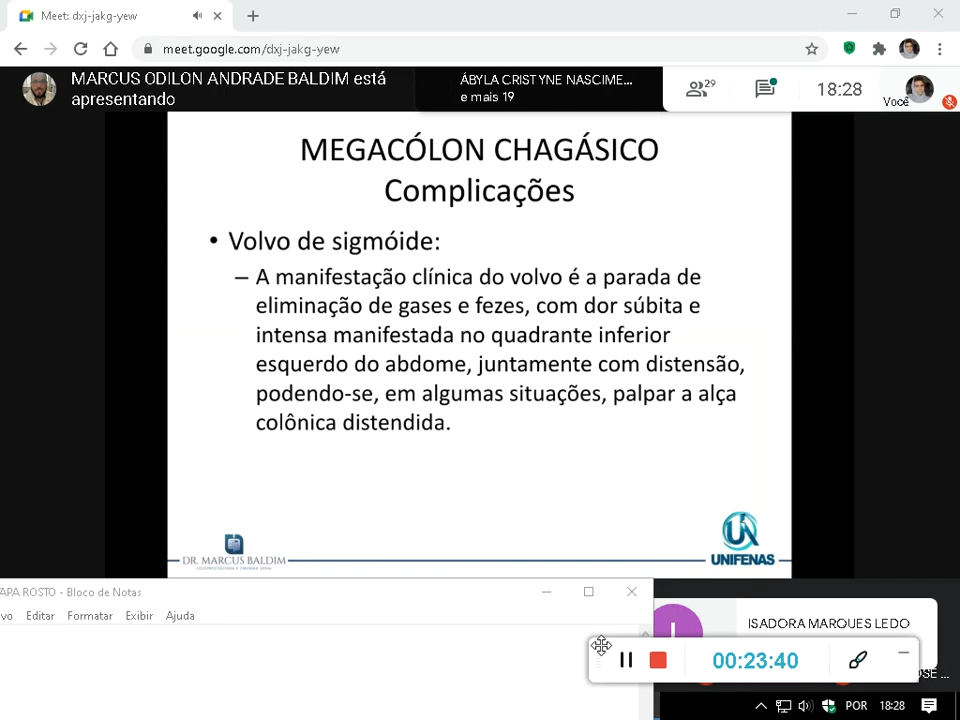 Meet: dxj-jakg-yew
meet.google.com/dxj-jakg-yew
MARCUS ODILON ANDRADE BALDIM está
apresentando
ÁBYLA CRISTYNE NASCIME...
e mais 19
29
18:28
Você
MEGACÓLON CHAGÁSICO
Complicações
• Volvo de sigmóide:
– A manifestação clínica do volvo é a parada de
eliminação de gases e fezes, com dor súbita e
intensa manifestada no quadrante inferior
esquerdo do abdome, juntamente com distensão,
podendo-se, em algumas situações, palpar a alça
colônica distendida.
DR. MARCUS BALDIM
COLOPROCTOLOGIA E CIRURGIA GERAL
UNIFENAS
APA ROSTO - Bloco de Notas
vo Editar Formatar Exibir Ajuda
ISADORA MARQUES LEDO
00:23:40
OSÉ ...
POR 18:28